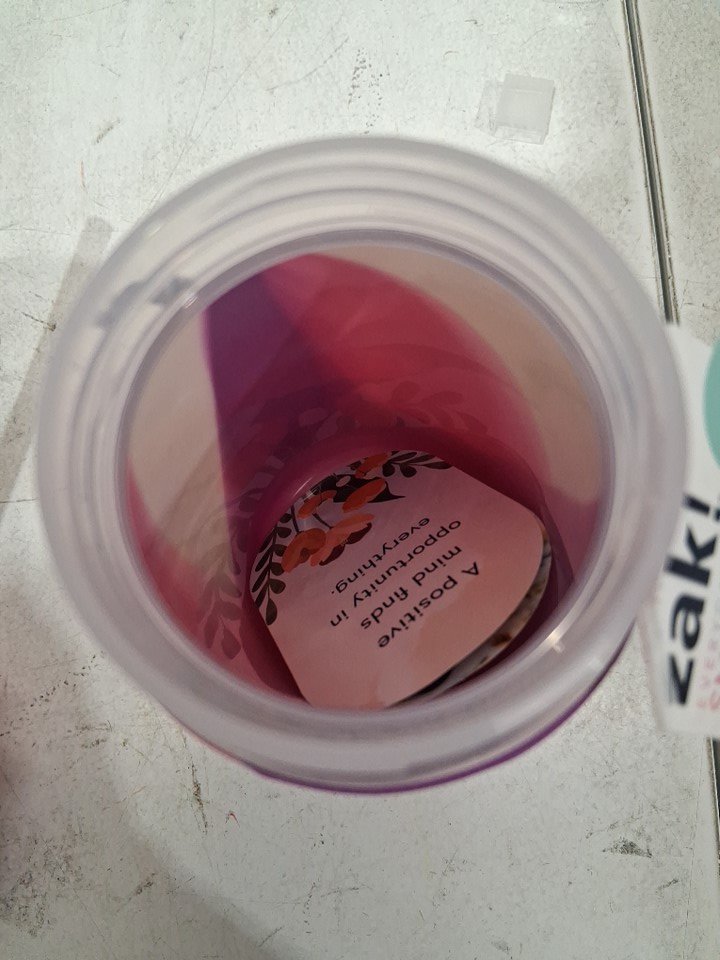 A positive
mind finds
opportunity in
everything.
zak!